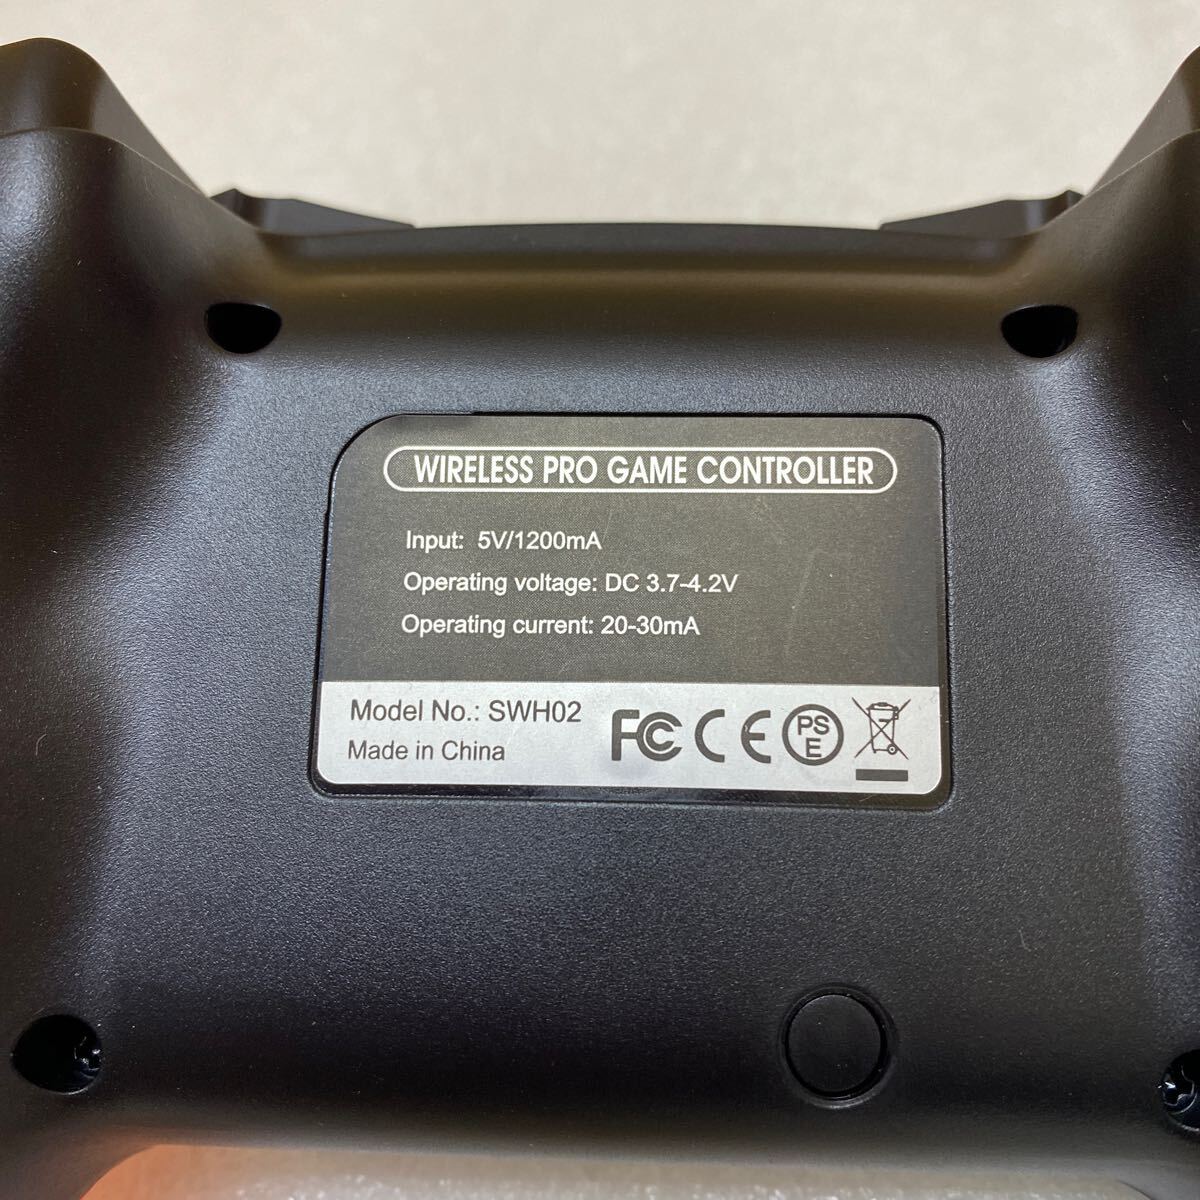 WIRELESS PRO GAME CONTROLLER
Input: 5V/1200mA
Operating voltage: DC 3.7-4.2V
Operating current: 20-30mA
Model No.: SWH02
Made in China
FC CE PSE